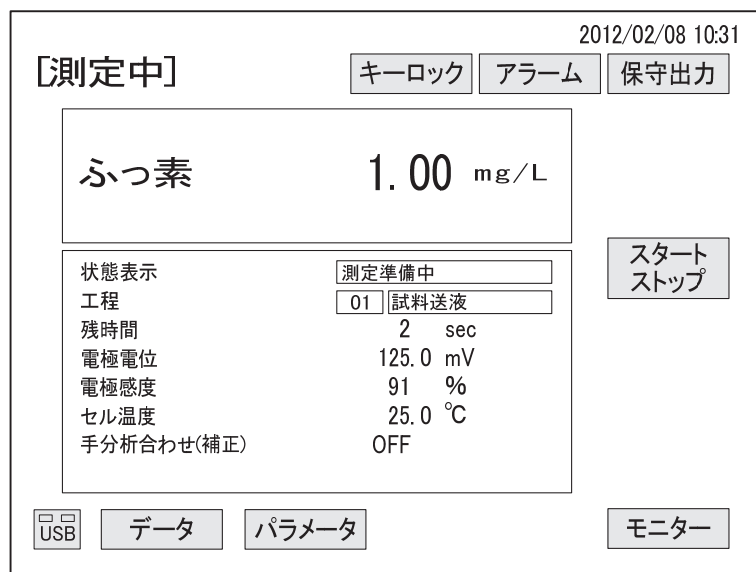 2012/02/08 10:31
[測定中] キーロック アラーム 保守出力
ふっ素 1.00 mg/L
スタート
ストップ
状態表示 測定準備中
工程 01 試料送液
残時間 2 sec
電極電位 125.0 mV
電極感度 91 %
セル温度 25.0 ℃
手分析合わせ(補正) OFF
USB データ パラメータ モニター